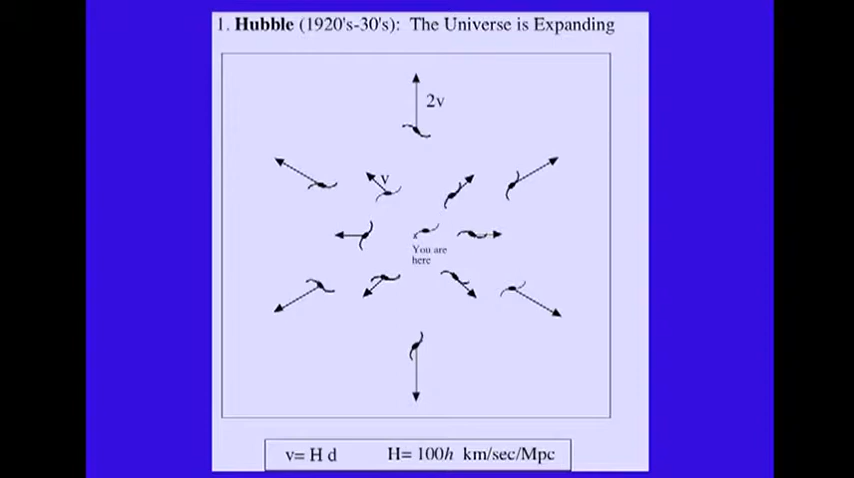 1. Hubble (1920's-30's): The Universe is Expanding
2v
v
You are
here
v= H d H= 100h km/sec/Mpc